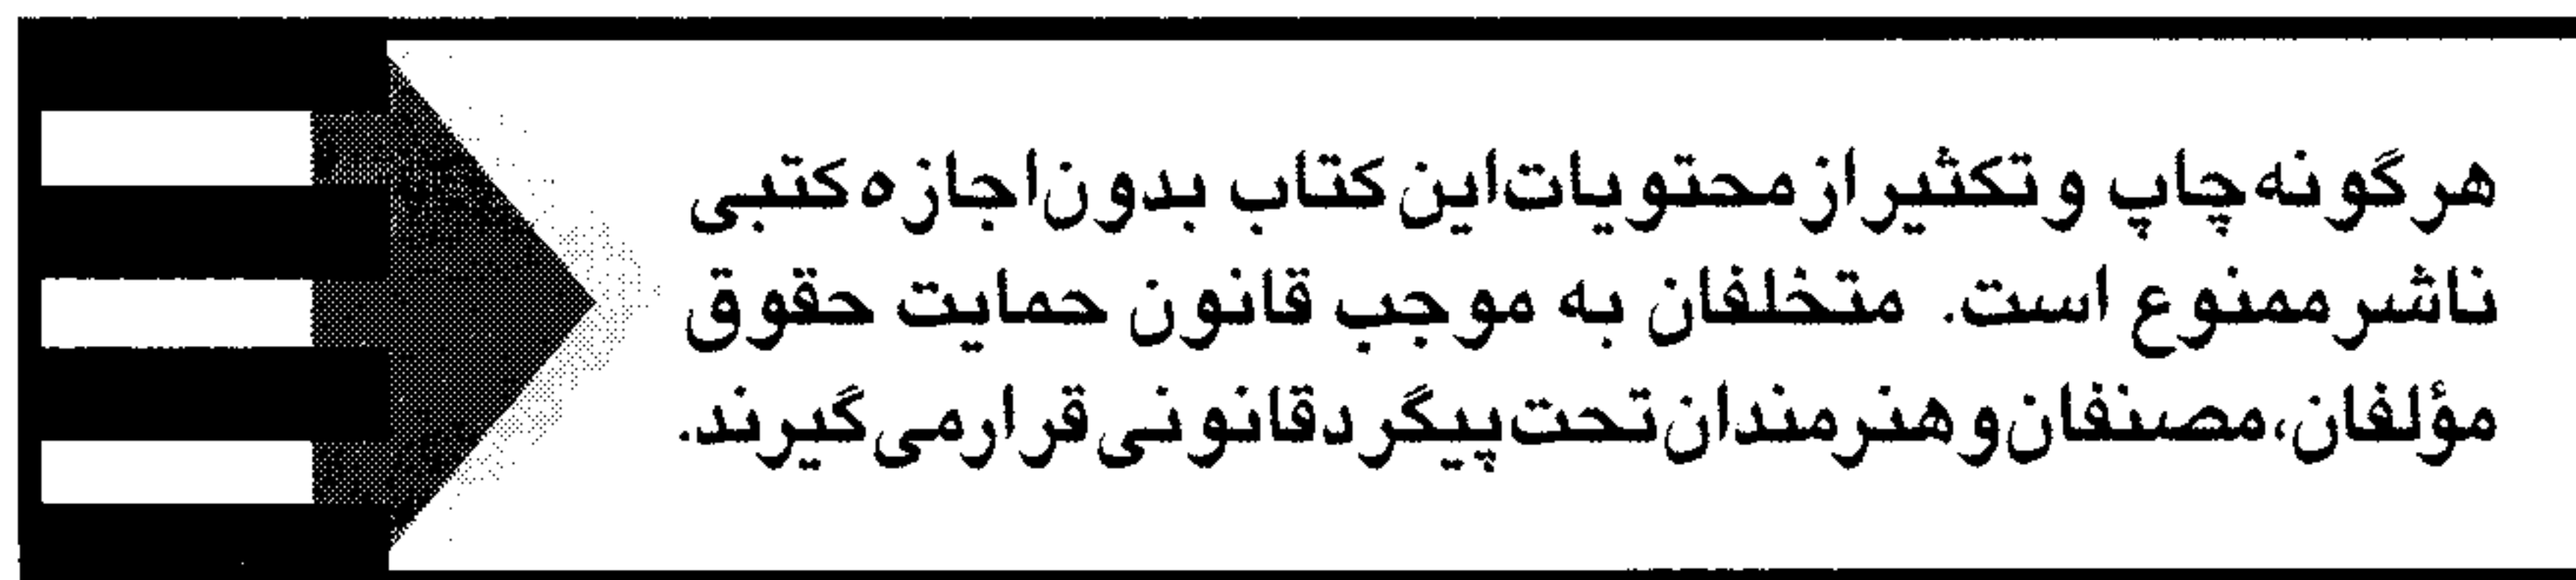 هرگونه چاپ و تکثیر از محتویات این کتاب بدون اجازه کتبی
ناشر ممنوع است. متخلفان به موجب قانون حمایت حقوق
مؤلفان، مصنفان و هنرمندان تحت پیگرد قانونی قرار می گیرند.